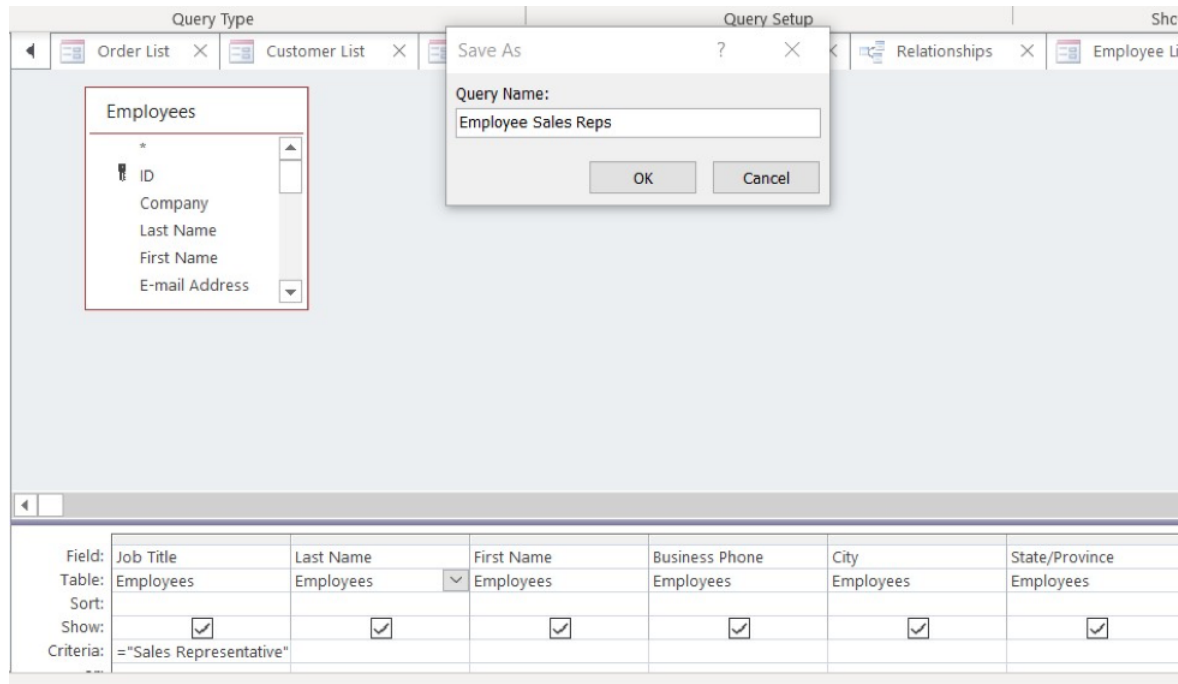 Query Type Query Setup
Order List Customer List Relationships Employee Li
Save As ?
Query Name:
Employee Sales Reps
OK Cancel
Employees
*
ID
Company
Last Name
First Name
E-mail Address
Field: Job Title Last Name First Name Business Phone City State/Province
Table: Employees Employees Employees Employees Employees Employees
Sort:
Show:
Criteria: ="Sales Representative"